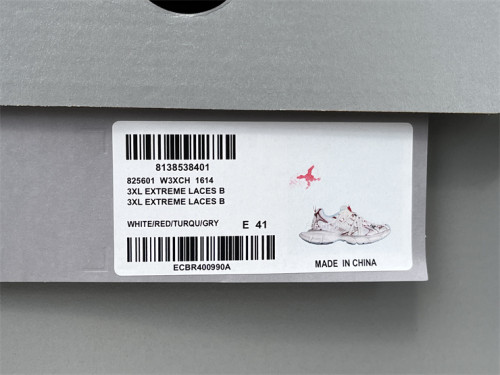 8138538401
825601 W3XCH 1614
3XL EXTREME LACES B
3XL EXTREME LACES B
WHITE/RED/TURQU/GRY E 41
ECBR400990A
MADE IN CHINA